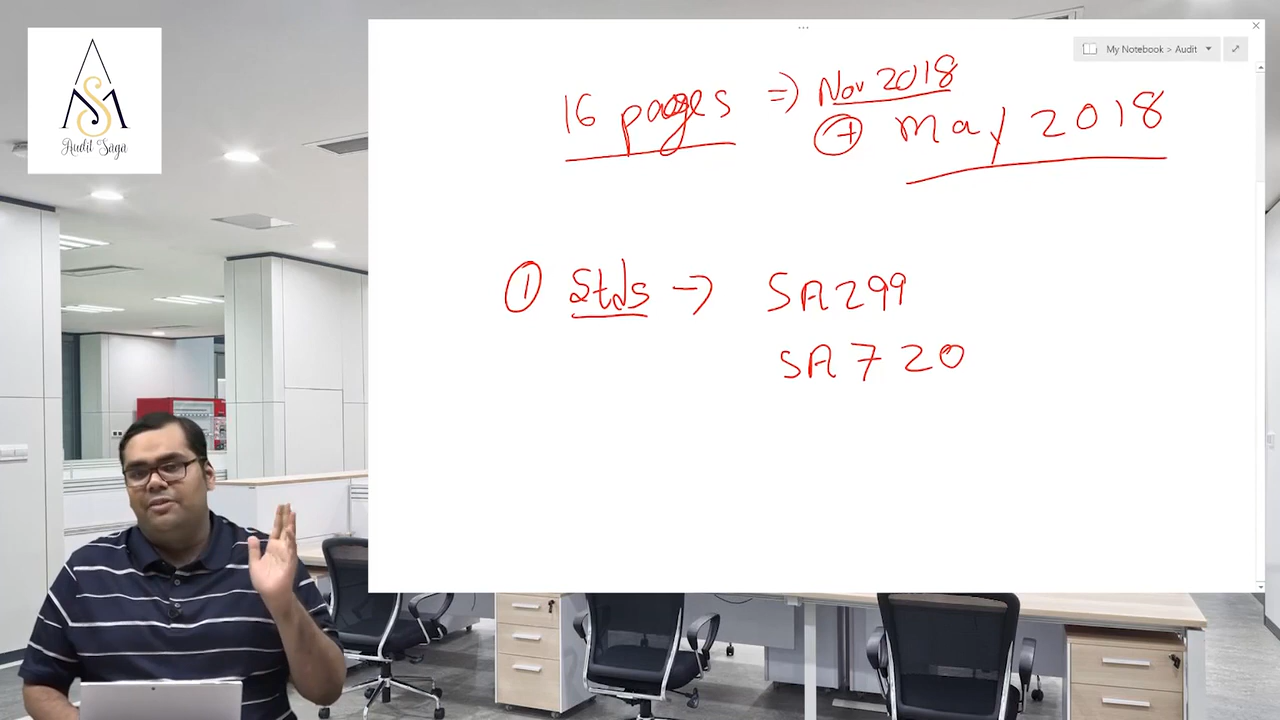 Audit Saga
My Notebook > Audit
16 pages => Nov 2018
+ May 2018
① Stds → SA 299
SA 720